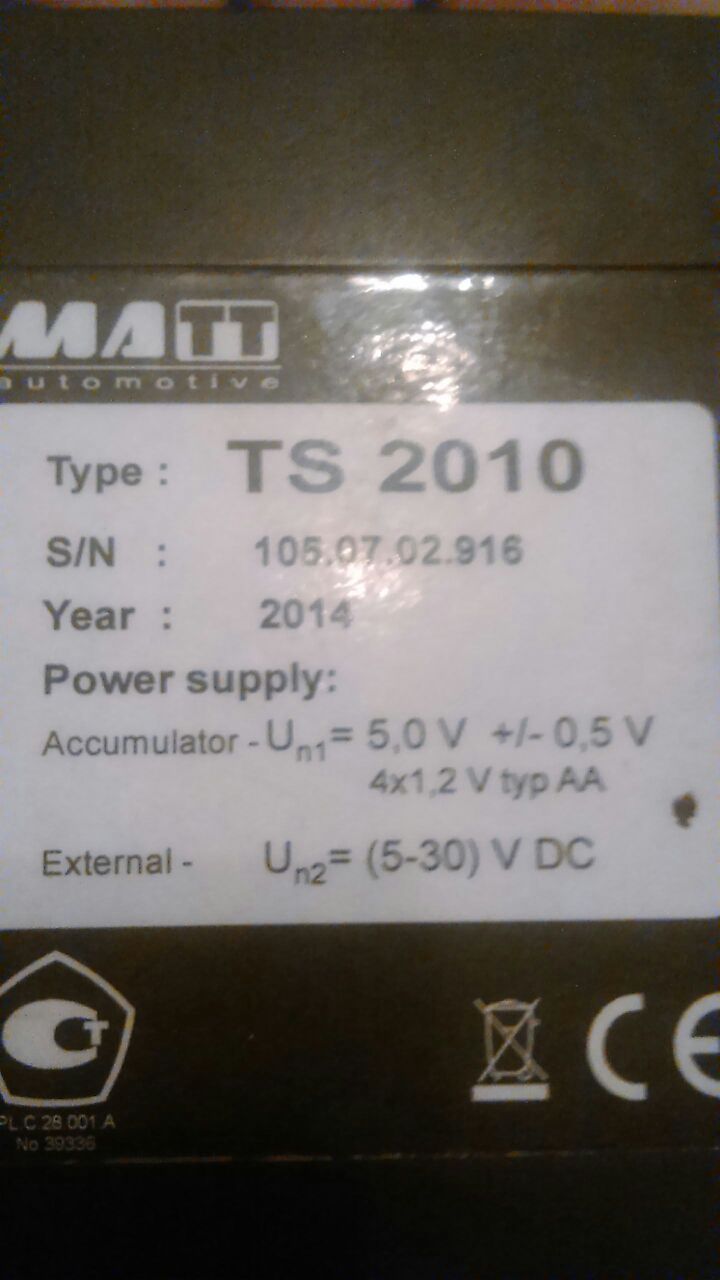 MATT
automotive
Type : TS 2010
S/N : 105.07.02.916
Year : 2014
Power supply:
Accumulator - Un1= 5,0 V +/- 0,5 V
4x1,2 V typ AA
External - Un2= (5-30) V DC
CT
CE
PL.C 28 001 A
No 39336